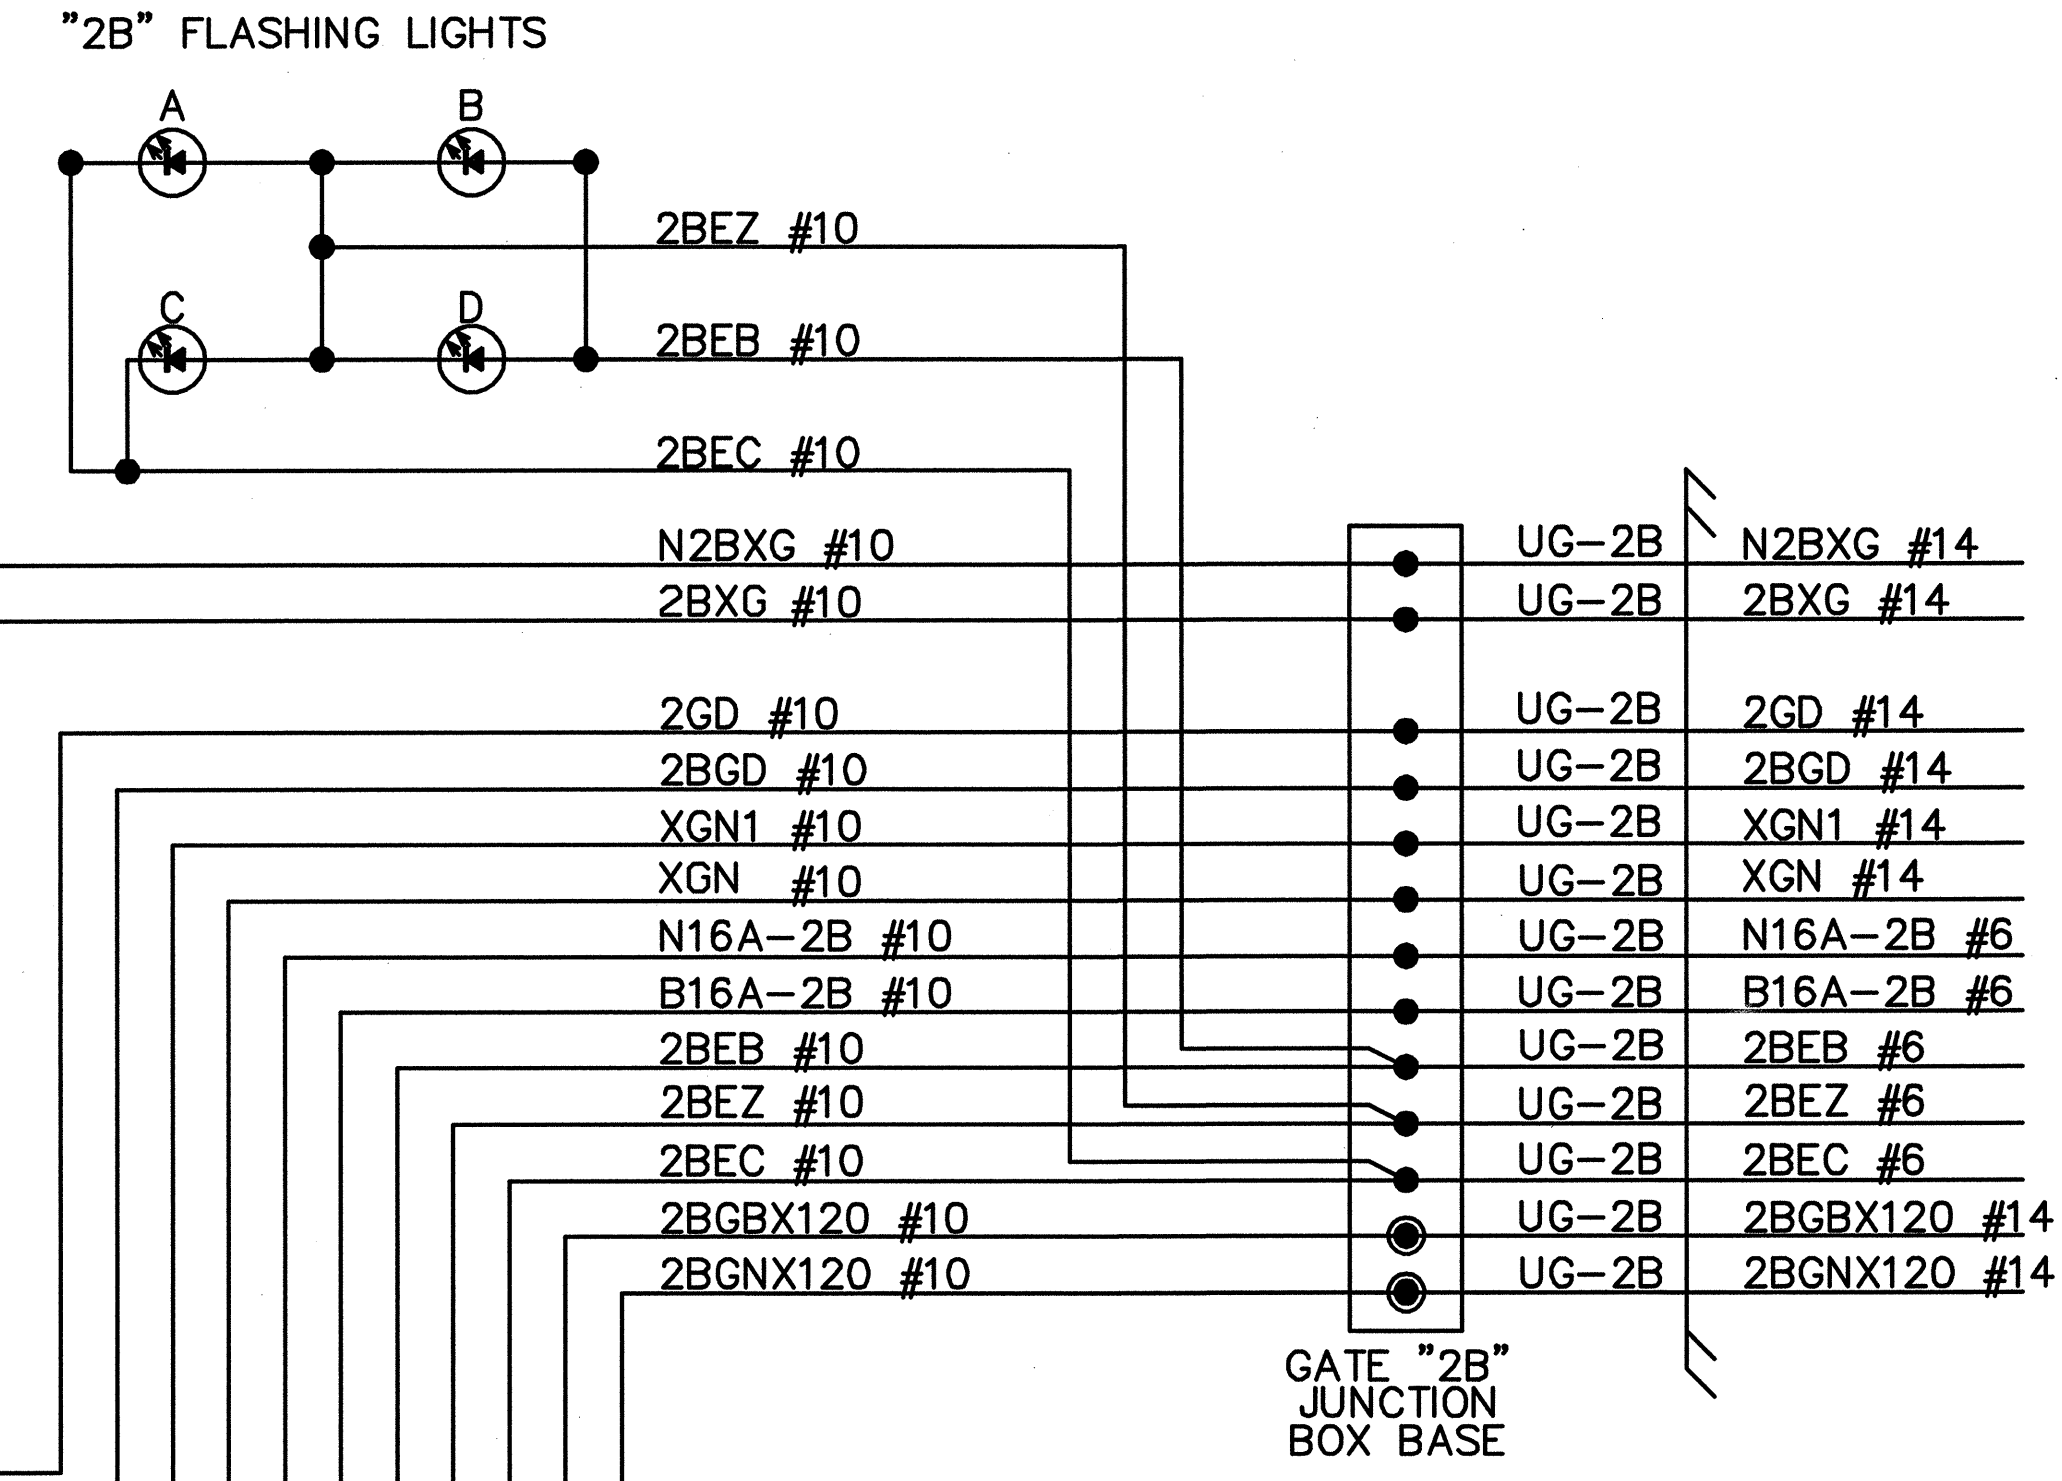 "2B" FLASHING LIGHTS
A B
2BEZ #10
C D
2BEB #10
2BEC #10
N2BXG #10 UG-2B N2BXG #14
2BXG #10 UG-2B 2BXG #14
2GD #10 UG-2B 2GD #14
2BGD #10 UG-2B 2BGD #14
XGN1 #10 UG-2B XGN1 #14
XGN #10 UG-2B XGN #14
N16A-2B #10 UG-2B N16A-2B #6
B16A-2B #10 UG-2B B16A-2B #6
2BEB #10 UG-2B 2BEB #6
2BEZ #10 UG-2B 2BEZ #6
2BEC #10 UG-2B 2BEC #6
2BGBX120 #10 UG-2B 2BGBX120 #14
2BGNX120 #10 UG-2B 2BGNX120 #14
GATE "2B"
JUNCTION
BOX BASE